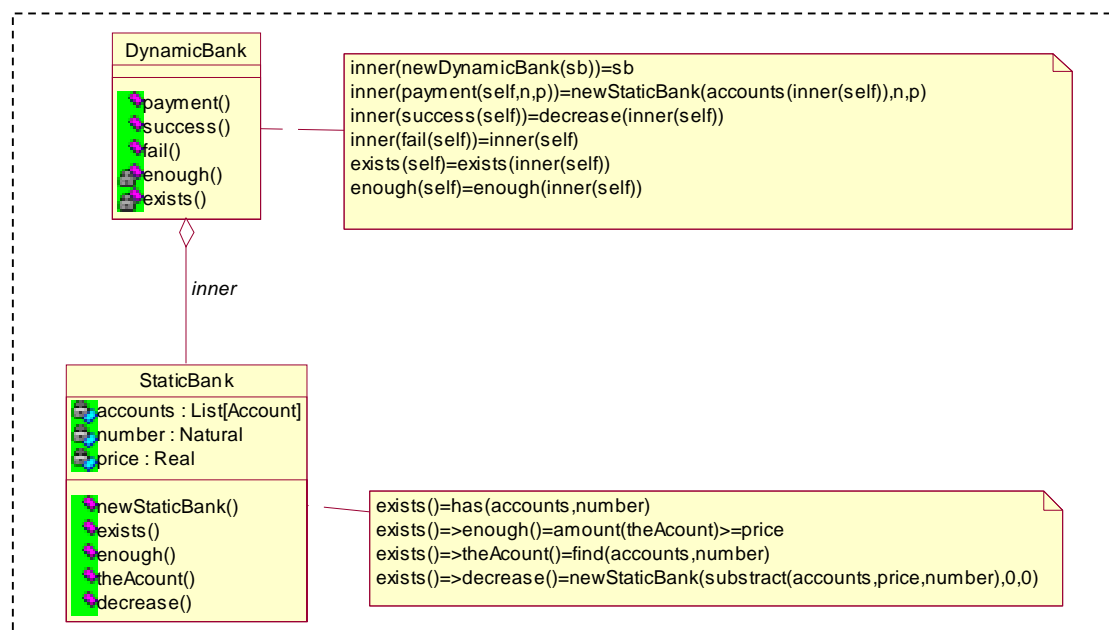 DynamicBank
payment()
success()
fail()
enough()
exists()
inner(newDynamicBank(sb))=sb
inner(payment(self,n,p))=newStaticBank(accounts(inner(self)),n,p)
inner(success(self))=decrease(inner(self))
inner(fail(self))=inner(self)
exists(self)=exists(inner(self))
enough(self)=enough(inner(self))
inner
StaticBank
accounts : List[Account]
number : Natural
price : Real
newStaticBank()
exists()
enough()
theAcount()
decrease()
exists()=has(accounts,number)
exists()=>enough()=amount(theAcount)>=price
exists()=>theAcount()=find(accounts,number)
exists()=>decrease()=newStaticBank(substract(accounts,price,number),0,0)